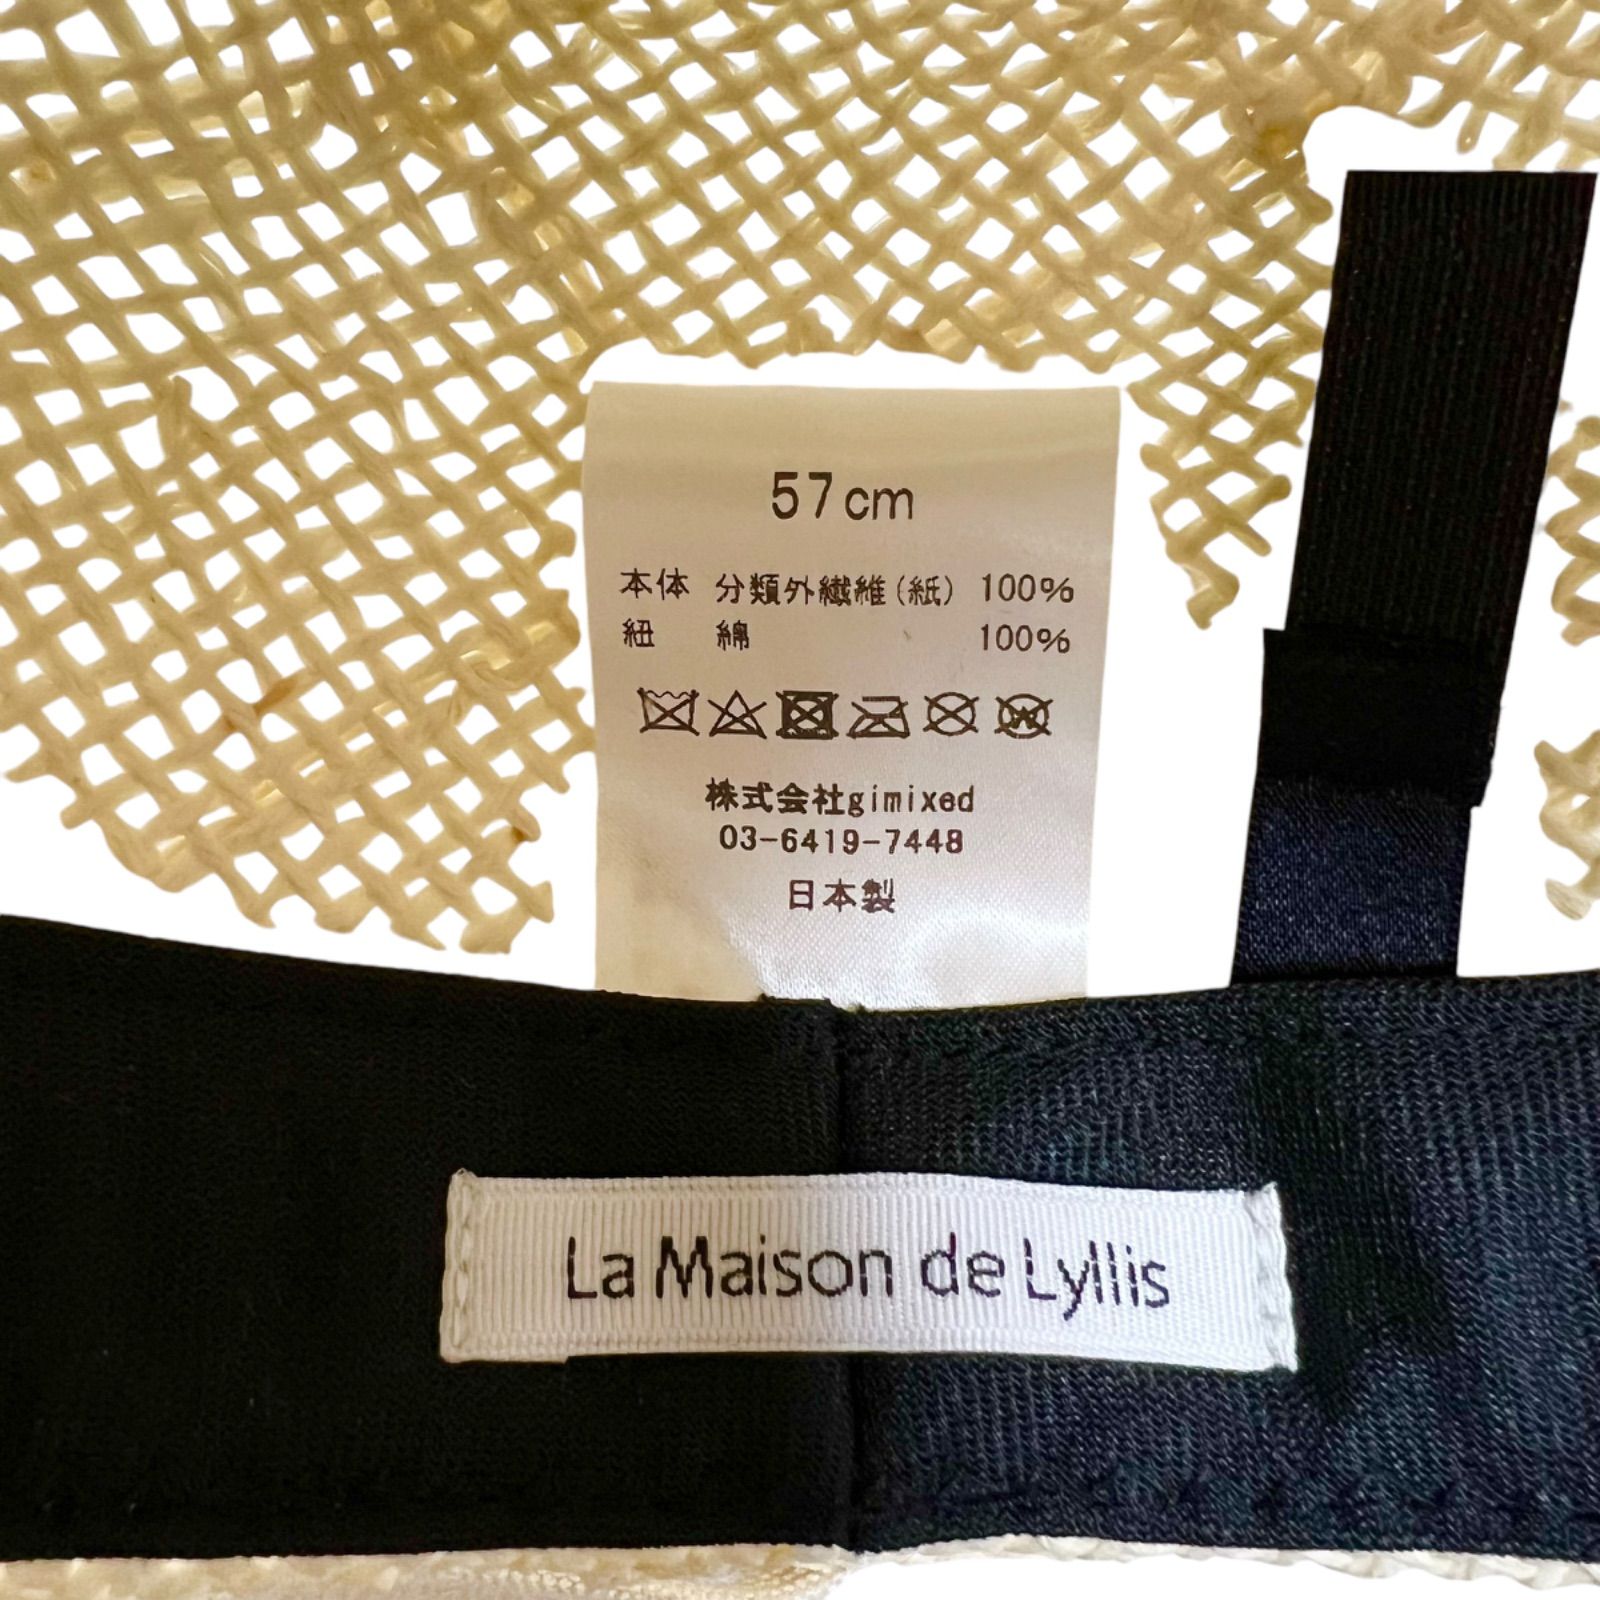 57cm
本体 分類外繊維(紙) 100%
紐 綿 100%
株式会社gimixed
03-6419-7448
日本製
La Maison de Lyllis